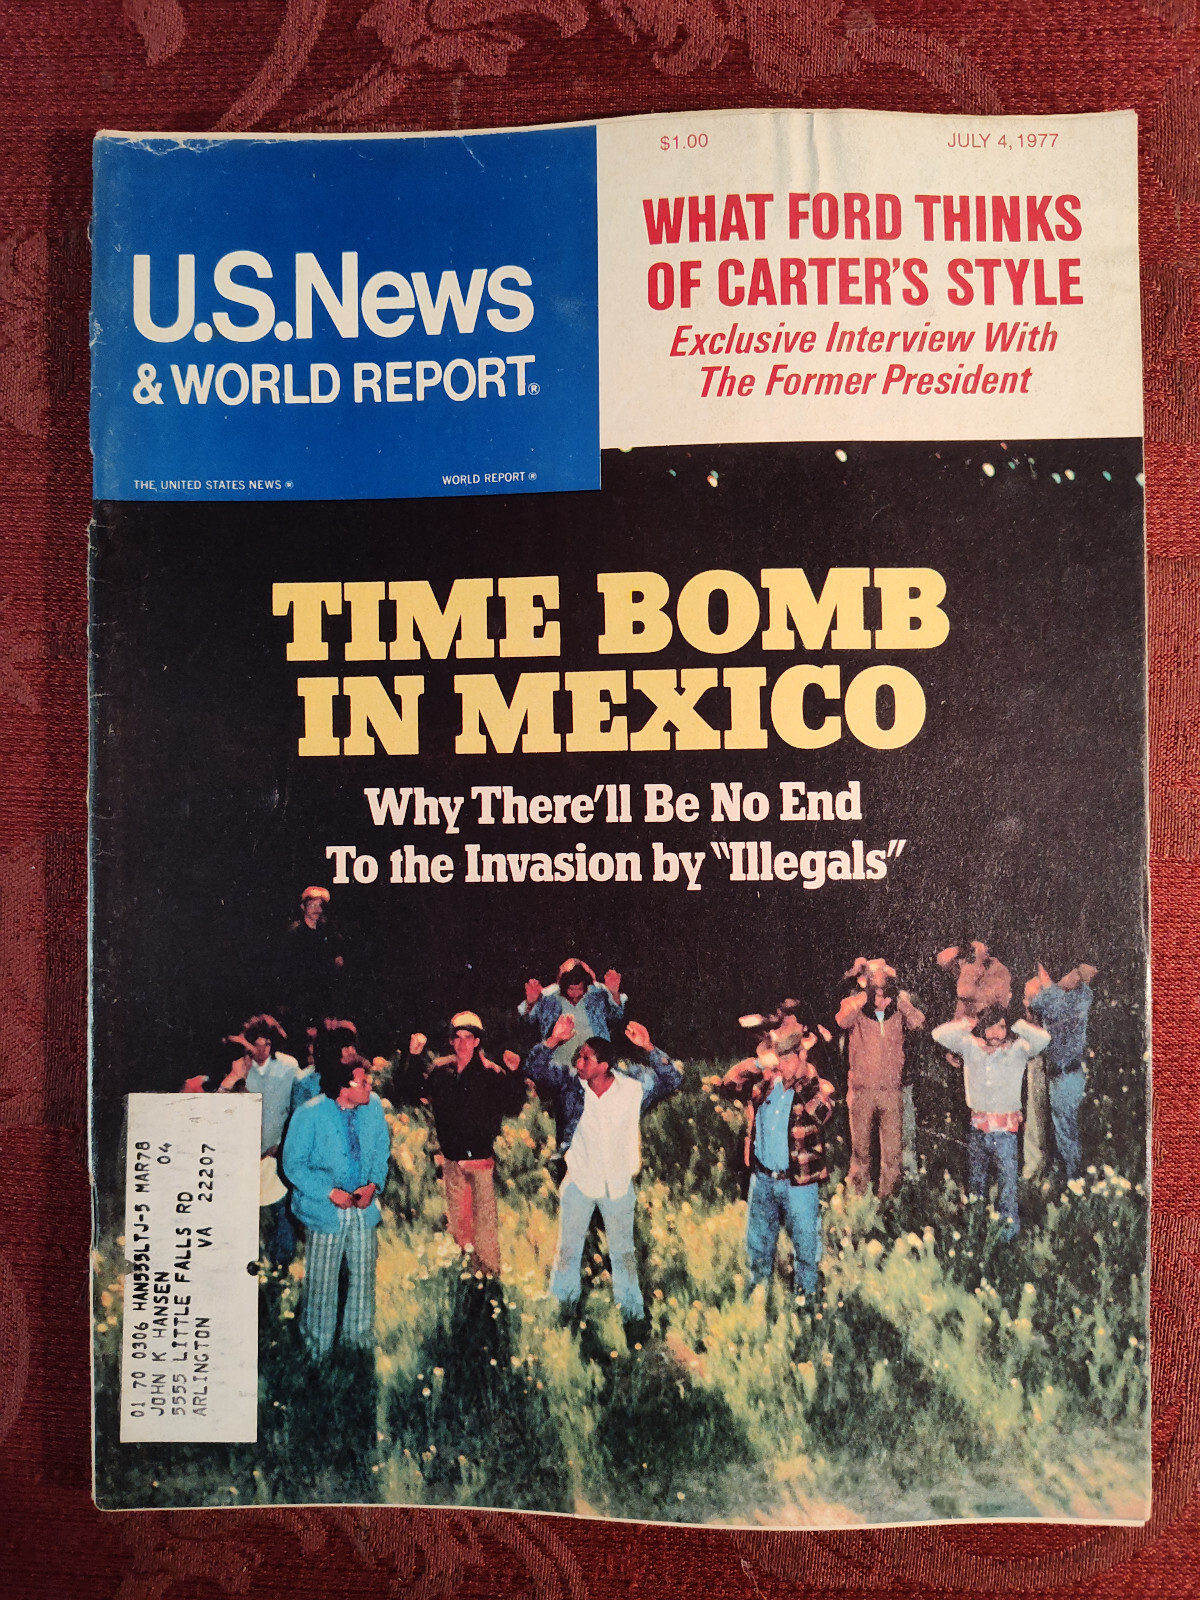 $1.00 JULY 4, 1977
WHAT FORD THINKS
OF CARTER'S STYLE
Exclusive Interview With
The Former President
U.S.News
& WORLD REPORT®
THE UNITED STATES NEWS ® WORLD REPORT ®
TIME BOMB
IN MEXICO
Why There'll Be No End
To the Invasion by "Illegals"
01 70 0306 HAN555LTJ-5 MAR78
JOHN K HANSEN 04
5555 LITTLE FALLS RD
ARLINGTON VA 22207